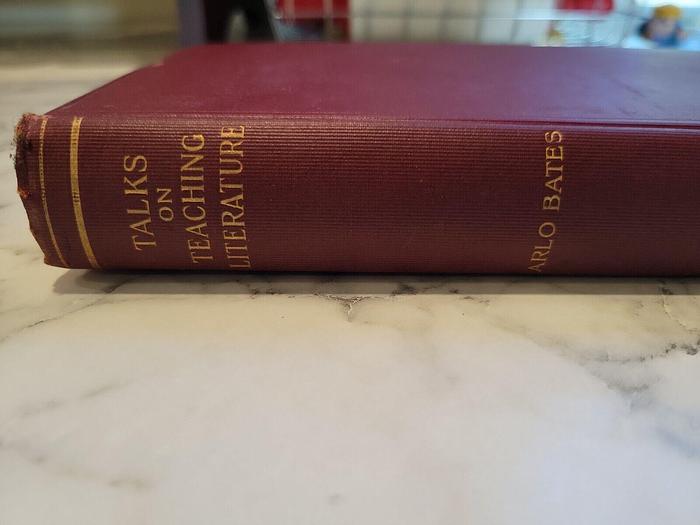 TALKS
ON
TEACHING
LITERATURE
ARLO BATES